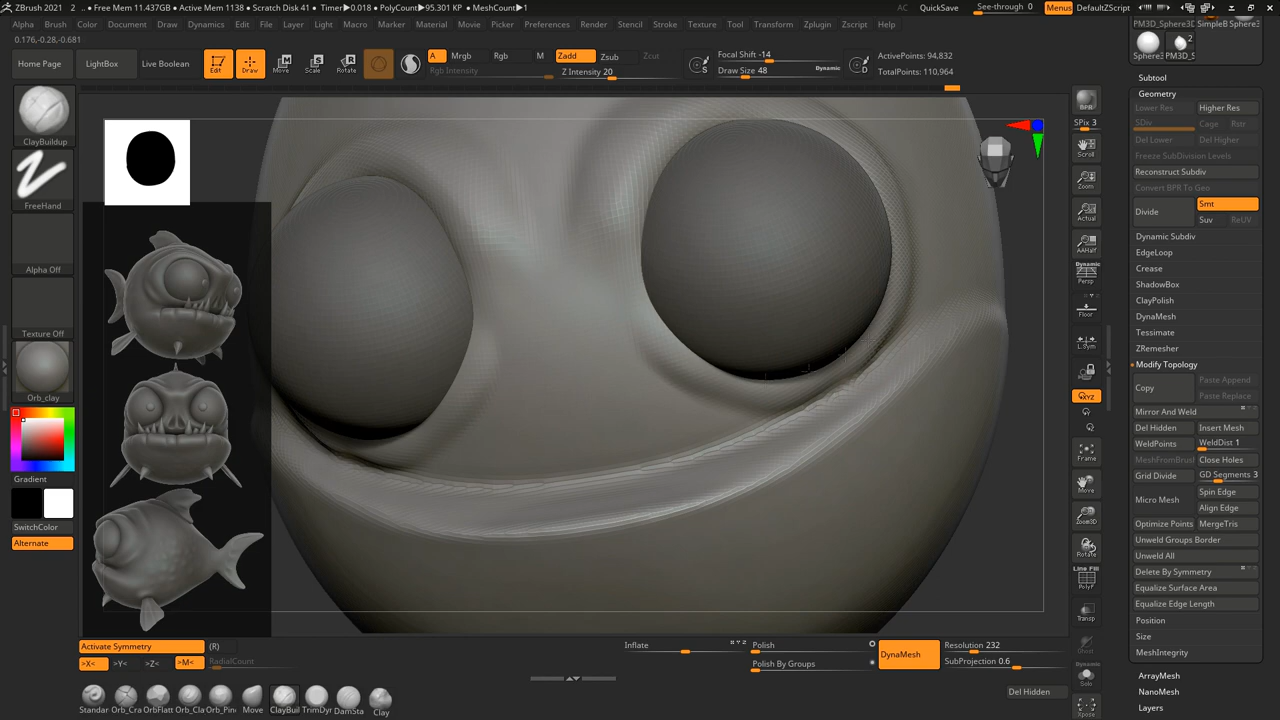 ZBrush 2021
.. ● Free Mem 11.437GB ● Active Mem 1138 ● Scratch Disk 41 ● Timer▶0.018 ● PolyCount▶95.301 KP ● MeshCount▶1
AC QuickSave See-through 0 Menus DefaultZScript
Alpha Brush Color Document Draw Dynamics Edit File Layer Light Macro Marker Material Movie Picker Preferences Render Stencil Stroke Texture Tool Transform Zplugin Zscript Help
0.176,-0.28,-0.681
Home Page LightBox Live Boolean Edit Draw Move Scale Rotate
A Mrgb Rgb M Zadd Zsub Zcut
Rgb Intensity Z Intensity 20
Focal Shift -14
Draw Size 48 Dynamic
S D
ActivePoints: 94,832
TotalPoints: 110,964
ClayBuildup
FreeHand
Alpha Off
Texture Off
Orb_clay
Gradient
SwitchColor
Alternate
BPR
SPix 3
Scroll
Zoom
Actual
AAHalf
Dynamic
Persp
Floor
L.Sym
XYZ
Frame
Move
Zoom3D
Rotate
Line Fill
PolyF
Transp
Ghost
Dynamic
Solo
Xpose
PM3D_Sphere3D SimpleB Sphere3
2
Sphere3 PM3D_S
Subtool
Geometry
Lower Res Higher Res
SDiv Cage Rstr
Del Lower Del Higher
Freeze SubDivision Levels
Reconstruct Subdiv
Convert BPR To Geo
Divide Smt
Suv ReUV
Dynamic Subdiv
EdgeLoop
Crease
ShadowBox
ClayPolish
DynaMesh
Tessimate
ZRemesher
Modify Topology
Copy Paste Append
Paste Replace
Mirror And Weld
Del Hidden Insert Mesh
WeldPoints WeldDist 1
MeshFromBrush Close Holes
Grid Divide GD Segments 3
Micro Mesh Spin Edge
Align Edge
Optimize Points MergeTris
Unweld Groups Border
Unweld All
Delete By Symmetry
Equalize Surface Area
Equalize Edge Length
Position
Size
MeshIntegrity
ArrayMesh
NanoMesh
Layers
Activate Symmetry (R)
>X< >Y< >Z< >M< RadialCount
Inflate Polish
Polish By Groups
DynaMesh Resolution 232
SubProjection 0.6
Del Hidden
Standar Orb_Cra OrbFlatt Orb_Cla Orb_Pin Move ClayBuil TrimDyr DamSta Clay